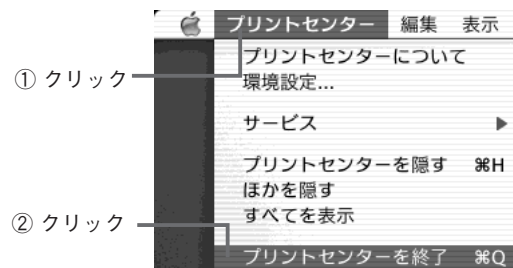 プリントセンター 編集 表示
プリントセンターについて
① クリック
環境設定...
サービス ▶
プリントセンターを隠す ⌘H
ほかを隠す
すべてを表示
② クリック
プリントセンターを終了 ⌘Q